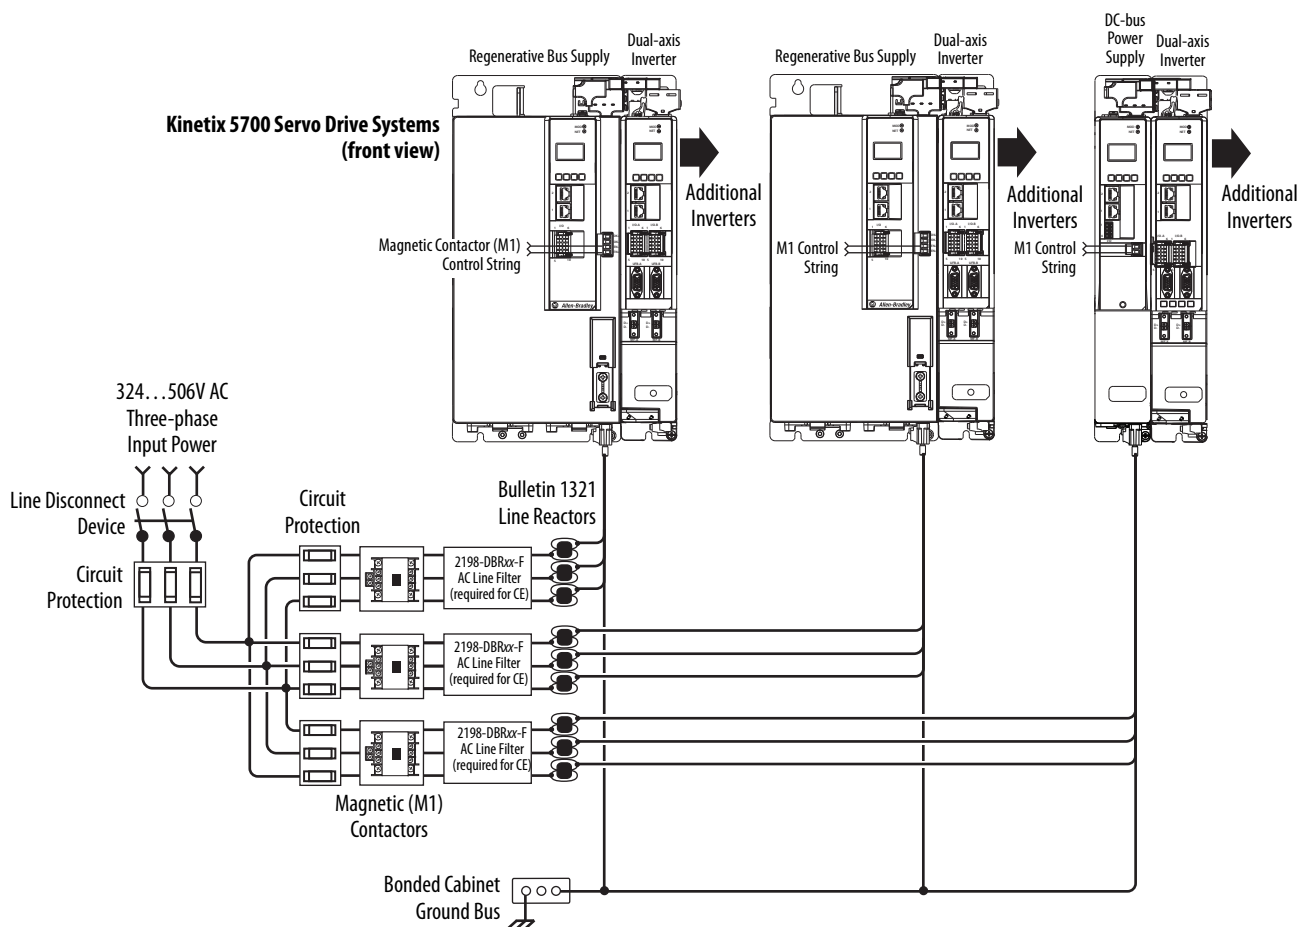 DC-bus
Power
Supply
Dual-axis
Inverter
Regenerative Bus Supply
Dual-axis
Inverter
Regenerative Bus Supply
Dual-axis
Inverter
Kinetix 5700 Servo Drive Systems
(front view)
Additional
Inverters
Additional
Inverters
Additional
Inverters
Magnetic Contactor (M1)
Control String
M1 Control
String
M1 Control
String
Allen-Bradley
Allen-Bradley
324...506V AC
Three-phase
Input Power
Line Disconnect
Device
Circuit
Protection
Circuit
Protection
Bulletin 1321
Line Reactors
2198-DBRxx-F
AC Line Filter
(required for CE)
2198-DBRxx-F
AC Line Filter
(required for CE)
2198-DBRxx-F
AC Line Filter
(required for CE)
Magnetic (M1)
Contactors
Bonded Cabinet
Ground Bus